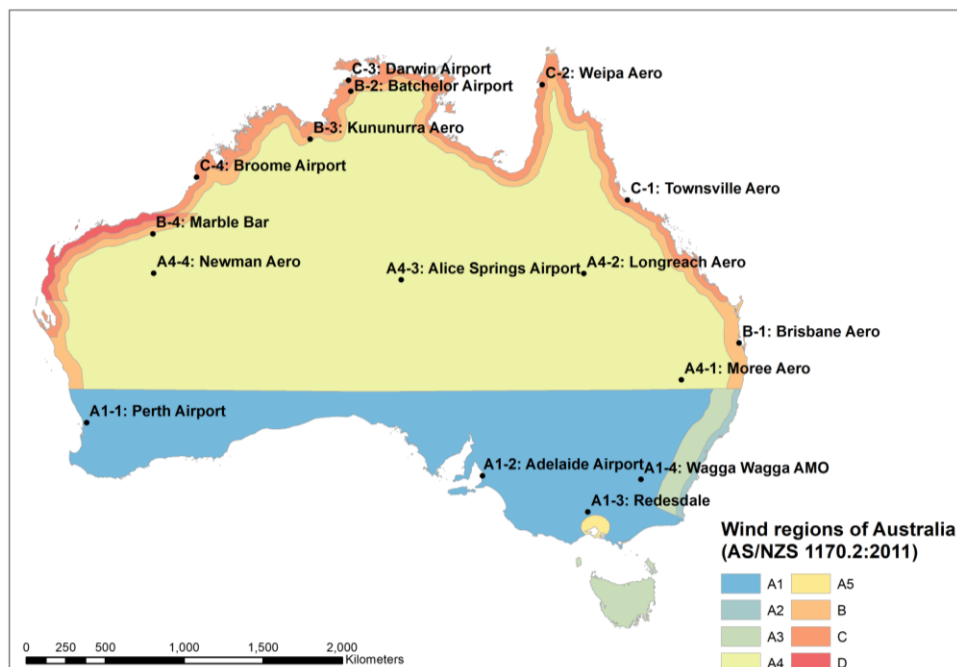 C-3: Darwin Airport
B-2: Batchelor Airport
C-2: Weipa Aero
B-3: Kununurra Aero
C-4: Broome Airport
C-1: Townsville Aero
B-4: Marble Bar
A4-4: Newman Aero
A4-3: Alice Springs Airport
A4-2: Longreach Aero
B-1: Brisbane Aero
A4-1: Moree Aero
A1-1: Perth Airport
A1-2: Adelaide Airport
A1-4: Wagga Wagga AMO
A1-3: Redesdale
Wind regions of Australia
(AS/NZS 1170.2:2011)
A1 A5
A2 B
A3 C
A4 D
0 500 1,000 1,500 2,000
Kilometers